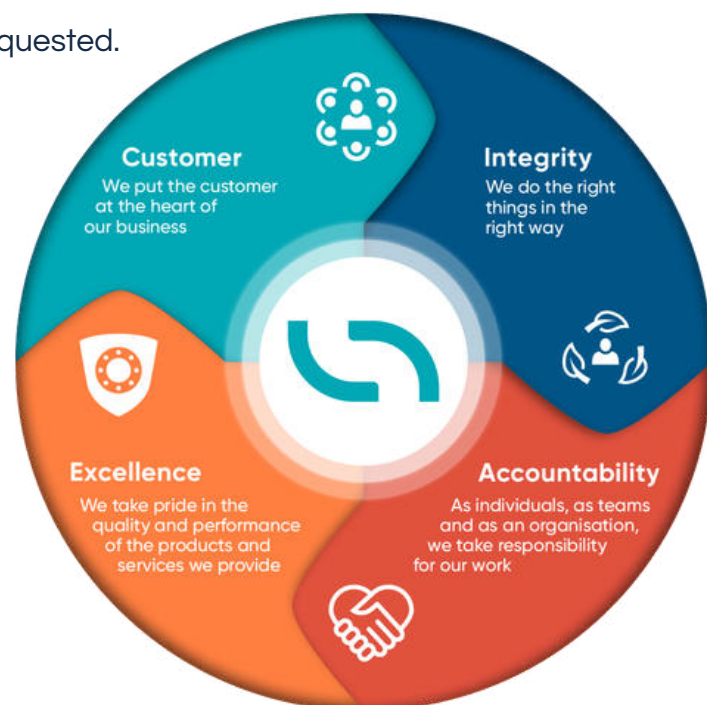 quested.
Customer
We put the customer
at the heart of
our business
Integrity
We do the right
things in the
right way
Excellence
We take pride in the
quality and performance
of the products and
services we provide
Accountability
As individuals, as teams
and as an organisation,
we take responsibility
for our work